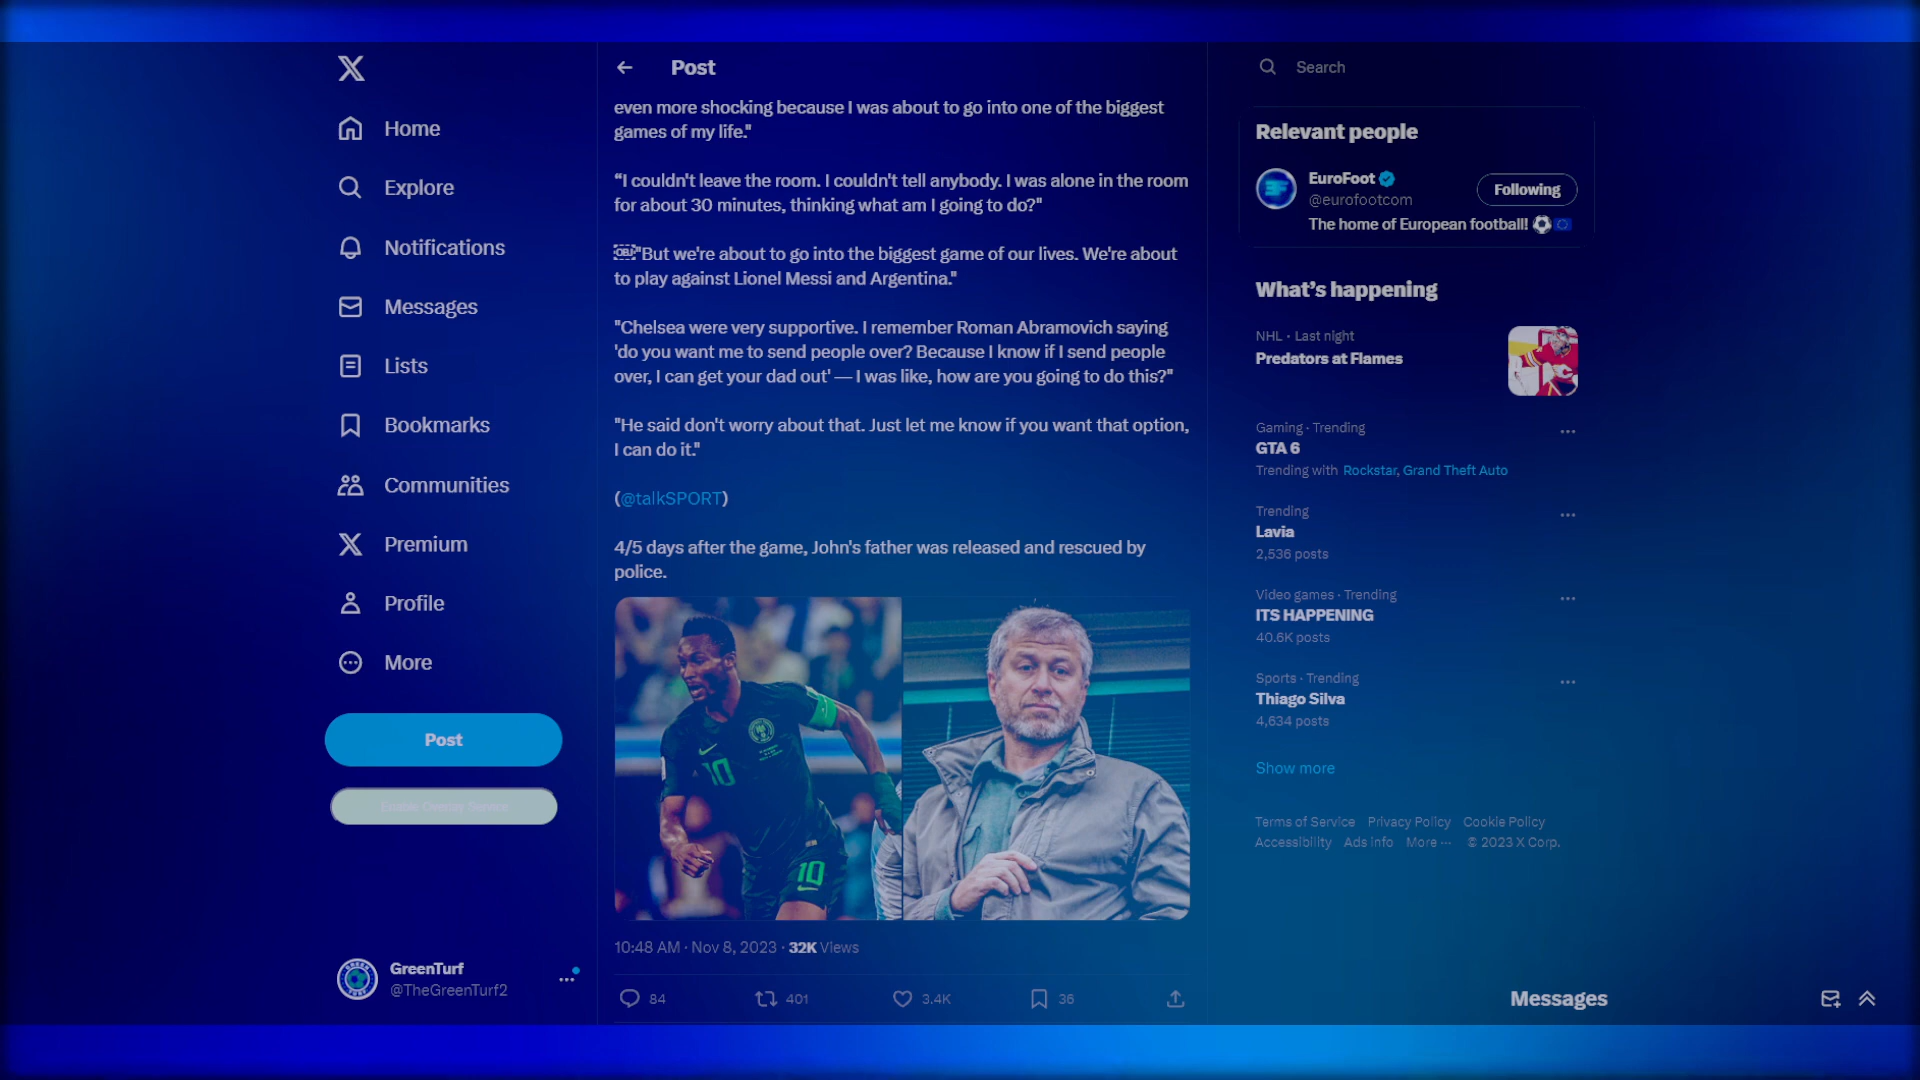 Home
Explore
Notifications
Messages
Lists
Bookmarks
Communities
Premium
Profile
More
Post
GreenTurf
@TheGreenTurf2
Post
even more shocking because I was about to go into one of the biggest
games of my life."
“I couldn't leave the room. I couldn't tell anybody. I was alone in the room
for about 30 minutes, thinking what am I going to do?"
OBJ"But we're about to go into the biggest game of our lives. We're about
to play against Lionel Messi and Argentina."
"Chelsea were very supportive. I remember Roman Abramovich saying
'do you want me to send people over? Because I know if I send people
over, I can get your dad out' — I was like, how are you going to do this?"
"He said don't worry about that. Just let me know if you want that option,
I can do it."
(@talkSPORT)
4/5 days after the game, John's father was released and rescued by
police.
10
10
10:48 AM · Nov 8, 2023 · 32K Views
84 401 3.4K 36
Search
Relevant people
EuroFoot
@eurofootcom
Following
The home of European football!
What’s happening
NHL · Last night
Predators at Flames
Gaming · Trending
GTA 6
Trending with Rockstar, Grand Theft Auto
Trending
Lavia
2,536 posts
Video games · Trending
ITS HAPPENING
40.6K posts
Sports · Trending
Thiago Silva
4,634 posts
Show more
Terms of Service Privacy Policy Cookie Policy
Accessibility Ads info More ··· © 2023 X Corp.
Messages